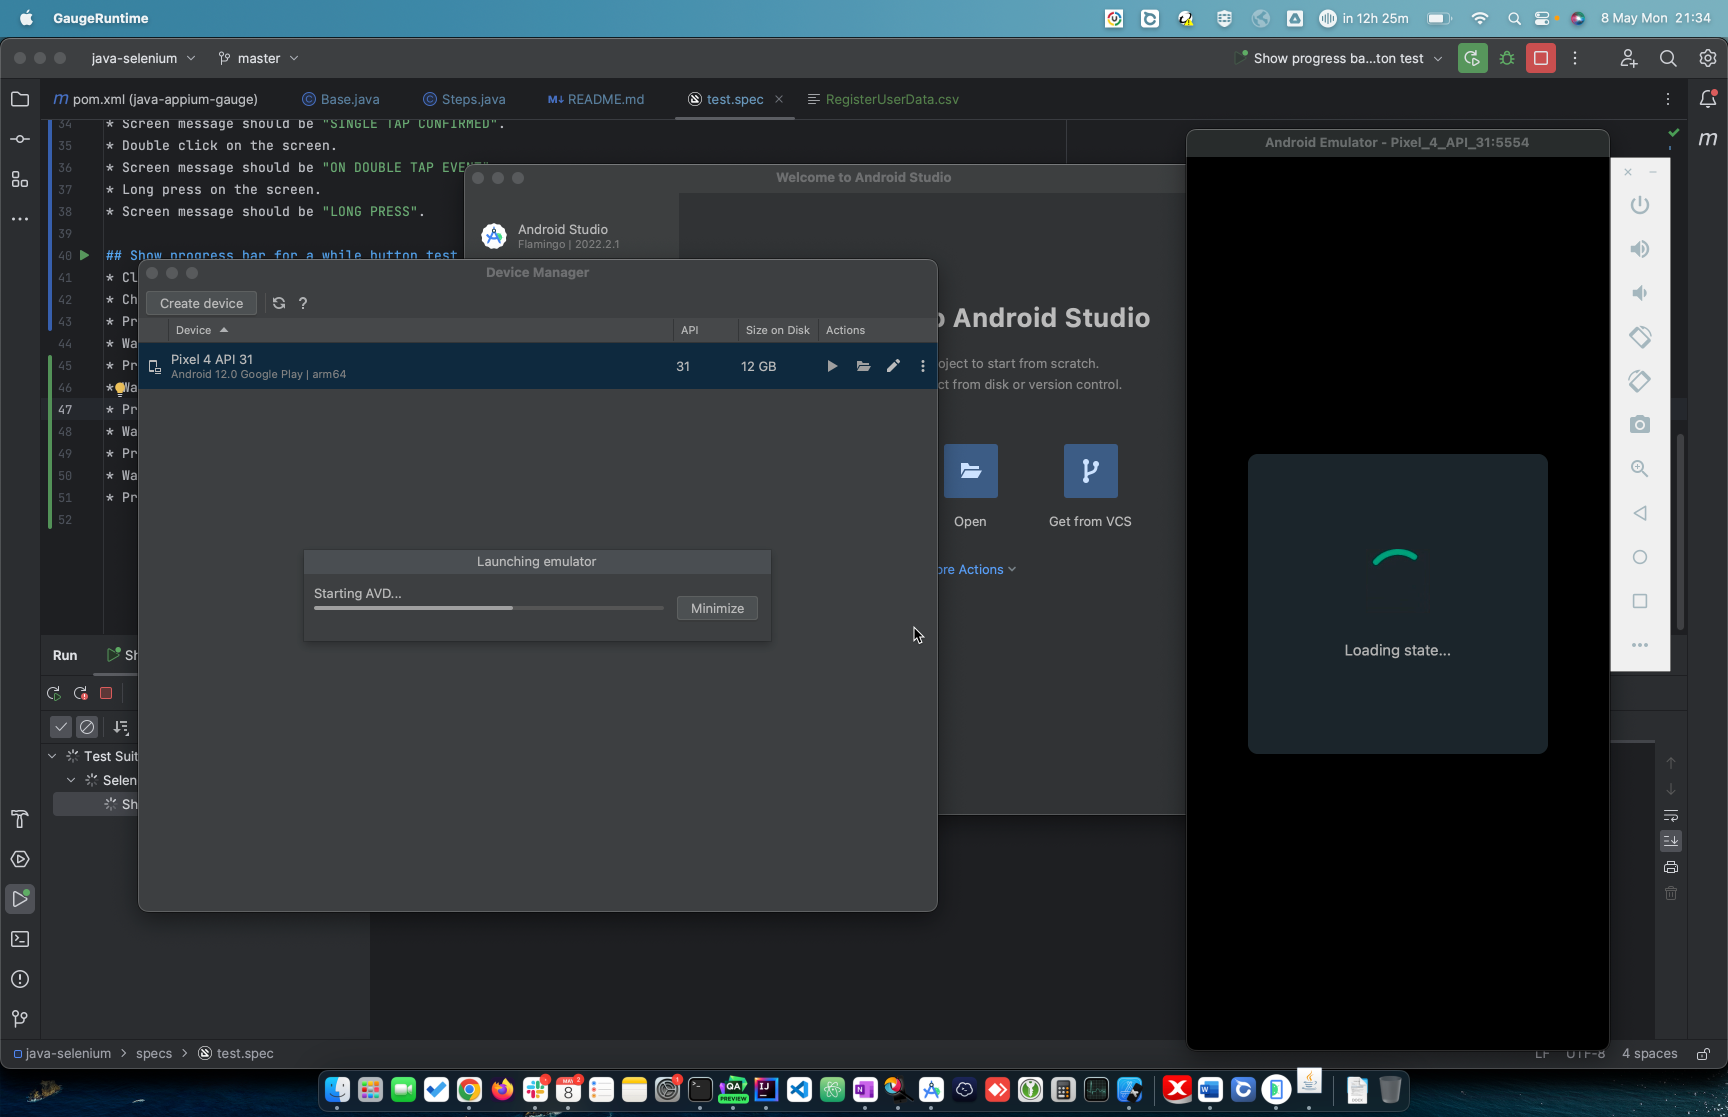 GaugeRuntime
in 12h 25m
8 May Mon 21:34
java-selenium
master
Show progress ba...ton test
pom.xml (java-appium-gauge)
Base.java
Steps.java
README.md
test.spec
RegisterUserData.csv
34 * Screen message should be "SINGLE TAP CONFIRMED".
35 * Double click on the screen.
36 * Screen message should be "ON DOUBLE TAP EVENT"
37 * Long press on the screen.
38 * Screen message should be "LONG PRESS".
39
40 ## Show progress bar for a while button test
41 * Cl
42 * Ch
43 * Pr
44 * Wa
45 * Pr
46 * Wa
47 * Pr
48 * Wa
49 * Pr
50 * Wa
51 * Pr
52
Welcome to Android Studio
Android Studio
Flamingo | 2022.2.1
Android Studio
oject to start from scratch.
ct from disk or version control.
Open
Get from VCS
ore Actions
Device Manager
Create device
?
Device
API
Size on Disk
Actions
Pixel 4 API 31
Android 12.0 Google Play | arm64
31
12 GB
Launching emulator
Starting AVD...
Minimize
Android Emulator - Pixel_4_API_31:5554
Loading state...
Run
Sh
Test Suit
Selen
Sh
java-selenium > specs > test.spec
LF
UTF-8
4 spaces